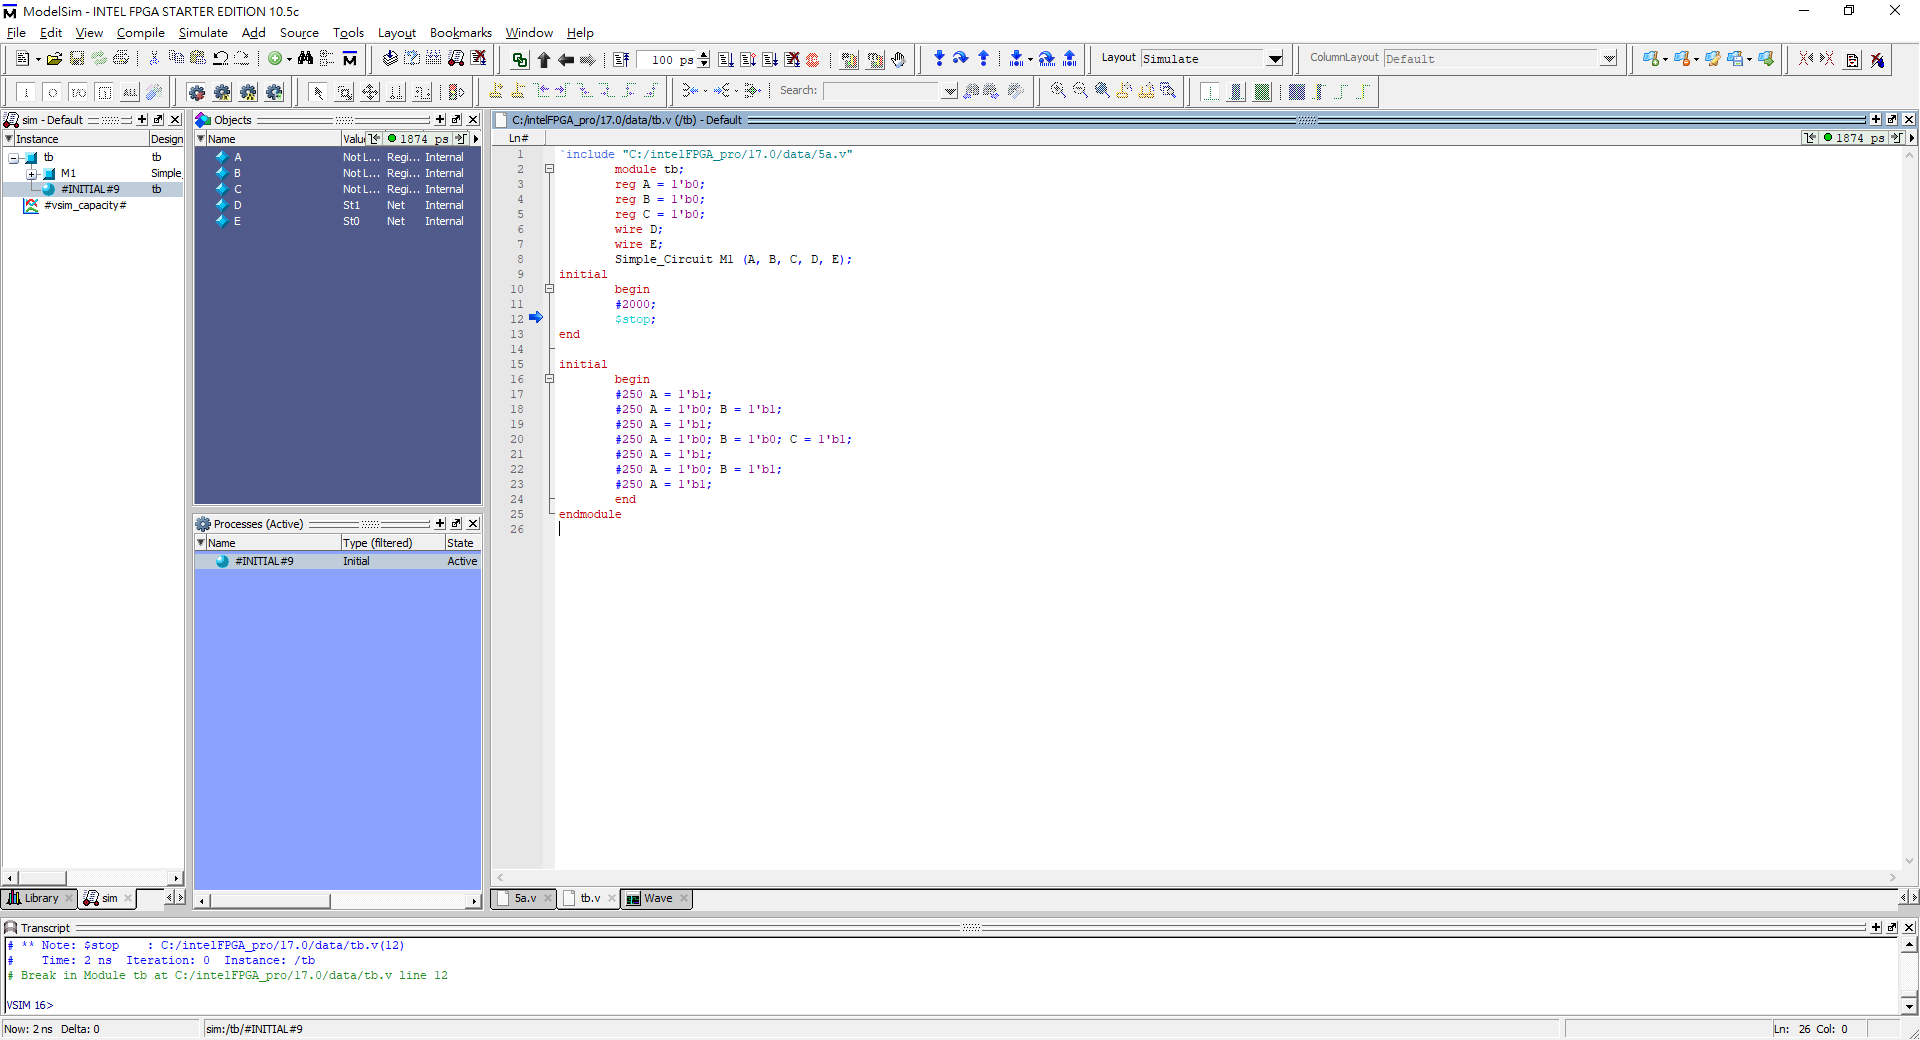 ModelSim - INTEL FPGA STARTER EDITION 10.5c
File Edit View Compile Simulate Add Source Tools Layout Bookmarks Window Help
100 ps
Layout Simulate
ColumnLayout Default
Search:
sim - Default
Instance Design
tb tb
M1 Simple_
#INITIAL#9 tb
#vsim_capacity#
Library sim
Objects
Name Valu 1874 ps
A Not L... Regi... Internal
B Not L... Regi... Internal
C Not L... Regi... Internal
D St1 Net Internal
E St0 Net Internal
Processes (Active)
Name Type (filtered) State
#INITIAL#9 Initial Active
C:/intelFPGA_pro/17.0/data/tb.v (/tb) - Default
Ln# 1874 ps
1 `include "C:/intelFPGA_pro/17.0/data/5a.v"
2 module tb;
3 reg A = 1'b0;
4 reg B = 1'b0;
5 reg C = 1'b0;
6 wire D;
7 wire E;
8 Simple_Circuit M1 (A, B, C, D, E);
9 initial
10 begin
11 #2000;
12 $stop;
13 end
14
15 initial
16 begin
17 #250 A = 1'b1;
18 #250 A = 1'b0; B = 1'b1;
19 #250 A = 1'b1;
20 #250 A = 1'b0; B = 1'b0; C = 1'b1;
21 #250 A = 1'b1;
22 #250 A = 1'b0; B = 1'b1;
23 #250 A = 1'b1;
24 end
25 endmodule
26
5a.v tb.v Wave
Transcript
# ** Note: $stop : C:/intelFPGA_pro/17.0/data/tb.v(12)
# Time: 2 ns Iteration: 0 Instance: /tb
# Break in Module tb at C:/intelFPGA_pro/17.0/data/tb.v line 12
VSIM 16>
Now: 2 ns Delta: 0 sim:/tb/#INITIAL#9 Ln: 26 Col: 0